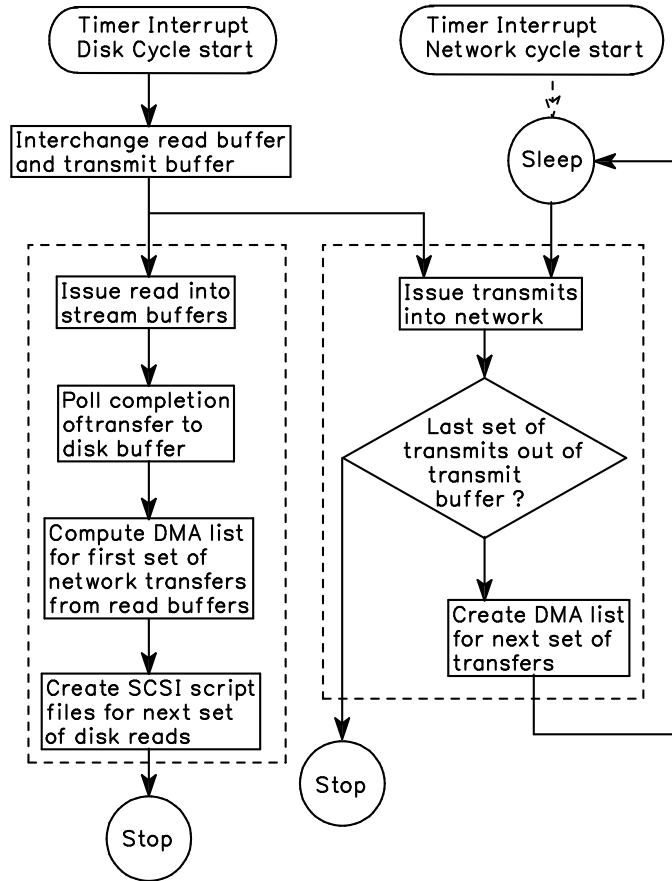 Timer Interrupt
Disk Cycle start
Timer Interrupt
Network cycle start
Interchange read buffer
and transmit buffer
Sleep
Issue read into
stream buffers
Issue transmits
into network
Poll completion
oftransfer to
disk buffer
Last set of
transmits out of
transmit
buffer ?
Compute DMA list
for first set of
network transfers
from read buffers
Create DMA list
for next set of
transfers
Create SCSI script
files for next set
of disk reads
Stop
Stop